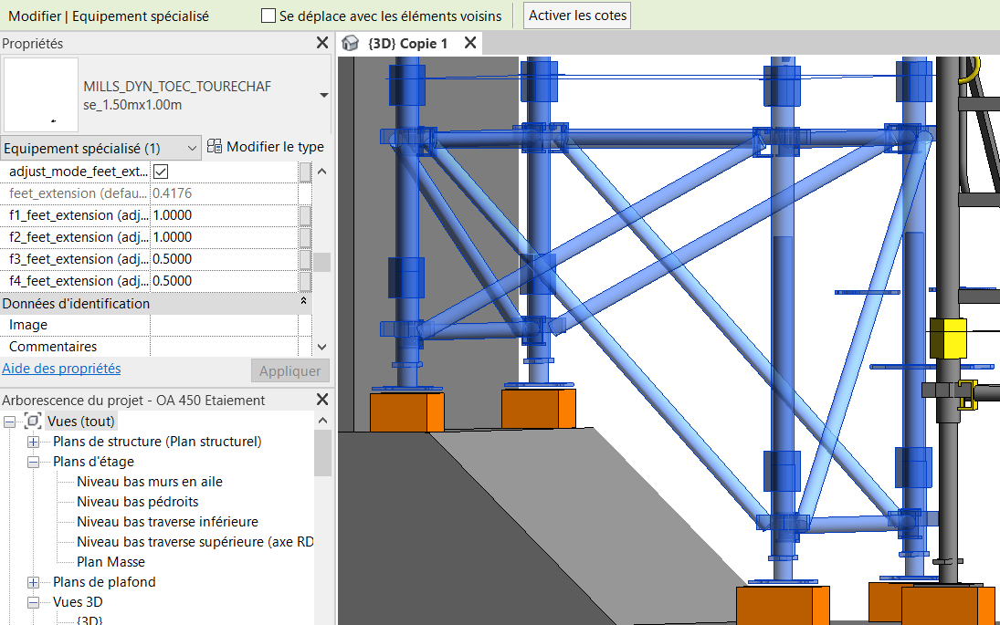 Modifier | Equipement spécialisé
Se déplace avec les éléments voisins
Activer les cotes
Propriétés
{3D} Copie 1
MILLS_DYN_TOEC_TOURECHAF
se_1.50mx1.00m
Equipement spécialisé (1)
Modifier le type
adjust_mode_feet_ext...
feet_extension (defau... 0.4176
f1_feet_extension (adj... 1.0000
f2_feet_extension (adj... 1.0000
f3_feet_extension (adj... 0.5000
f4_feet_extension (adj... 0.5000
Données d'identification
Image
Commentaires
Aide des propriétés
Appliquer
Arborescence du projet - OA 450 Etaiement
Vues (tout)
Plans de structure (Plan structurel)
Plans d'étage
Niveau bas murs en aile
Niveau bas pédroits
Niveau bas traverse inférieure
Niveau bas traverse supérieure (axe RD
Plan Masse
Plans de plafond
Vues 3D
{3D}